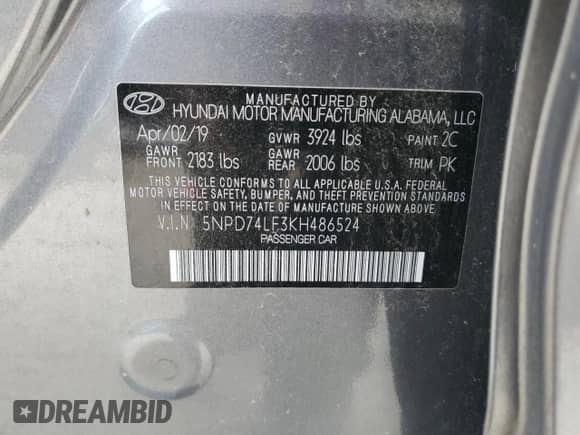 MANUFACTURED BY
HYUNDAI MOTOR MANUFACTURING ALABAMA, LLC
Apr/02/19 GVWR 3924 lbs PAINT 2C
GAWR FRONT 2183 lbs GAWR REAR 2006 lbs TRIM PK
THIS VEHICLE CONFORMS TO ALL APPLICABLE U.S.A. FEDERAL
MOTOR VEHICLE SAFETY, BUMPER, AND THEFT PREVENTION STANDARDS
IN EFFECT ON THE DATE OF MANUFACTURE SHOWN ABOVE.
V.I.N: 5NPD74LF3KH486524
PASSENGER CAR
DREAMBID